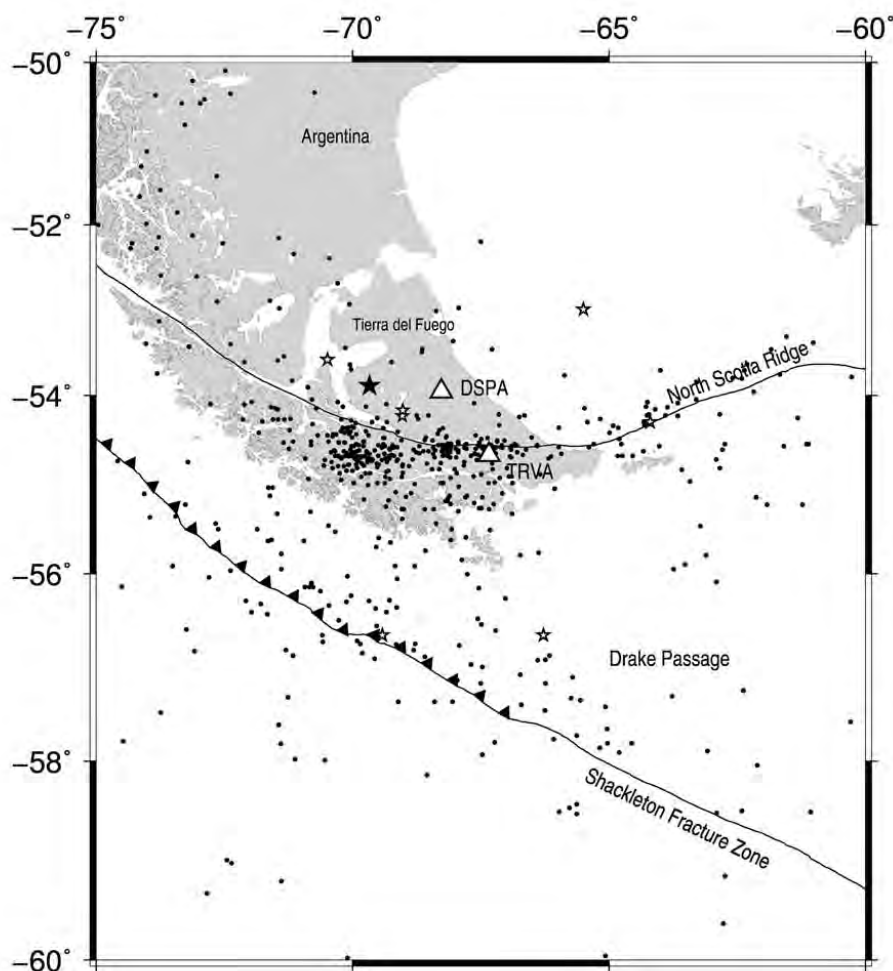 −75˚
−70˚
−65˚
−60˚
−50˚
Argentina
−52˚
Tierra del Fuego
North Scotia Ridge
−54˚
DSPA
TRVA
−56˚
Drake Passage
−58˚
Shackleton Fracture Zone
−60˚